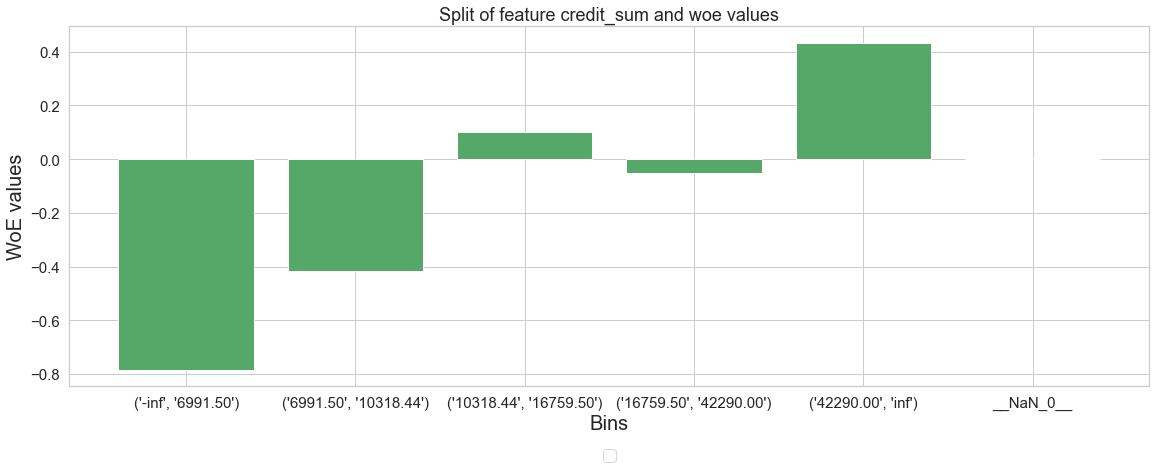 Split of feature credit_sum and woe values
WoE values
0.4
0.2
0.0
−0.2
−0.4
−0.6
−0.8
('-inf', '6991.50') ('6991.50', '10318.44') ('10318.44', '16759.50') ('16759.50', '42290.00') ('42290.00', 'inf') __NaN_0__
Bins